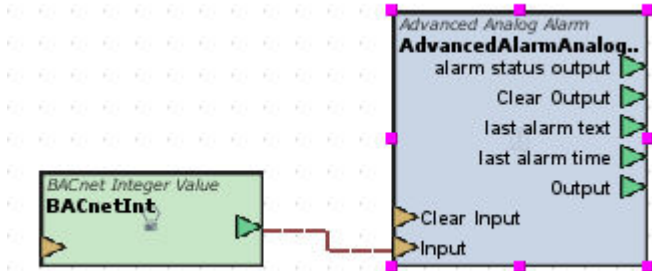 Advanced Analog Alarm
AdvancedAlarmAnalog..
alarm status output
Clear Output
last alarm text
last alarm time
Output
BACnet Integer Value
BACnetInt
Clear Input
Input